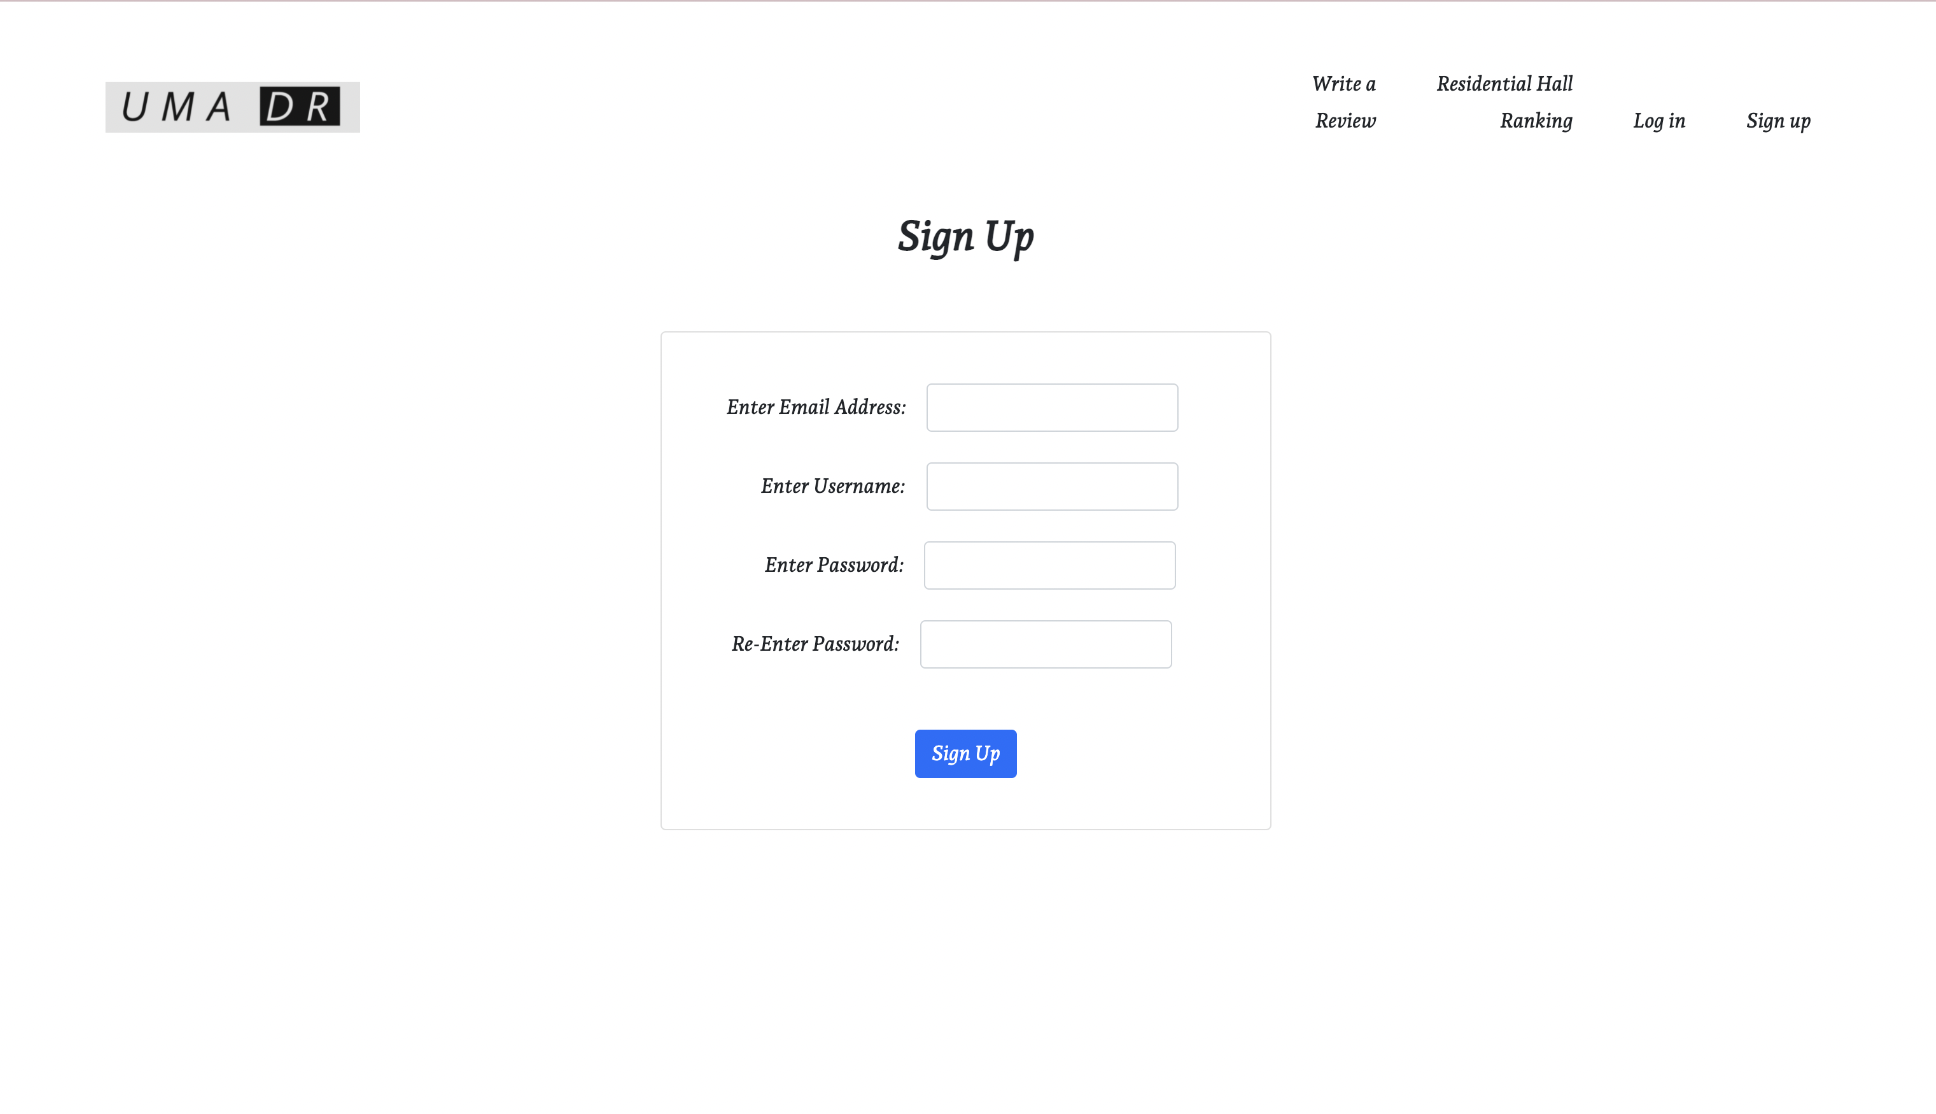 UMA DR
Write a
Review
Residential Hall
Ranking
Log in
Sign up
Sign Up
Enter Email Address:
Enter Username:
Enter Password:
Re-Enter Password:
Sign Up